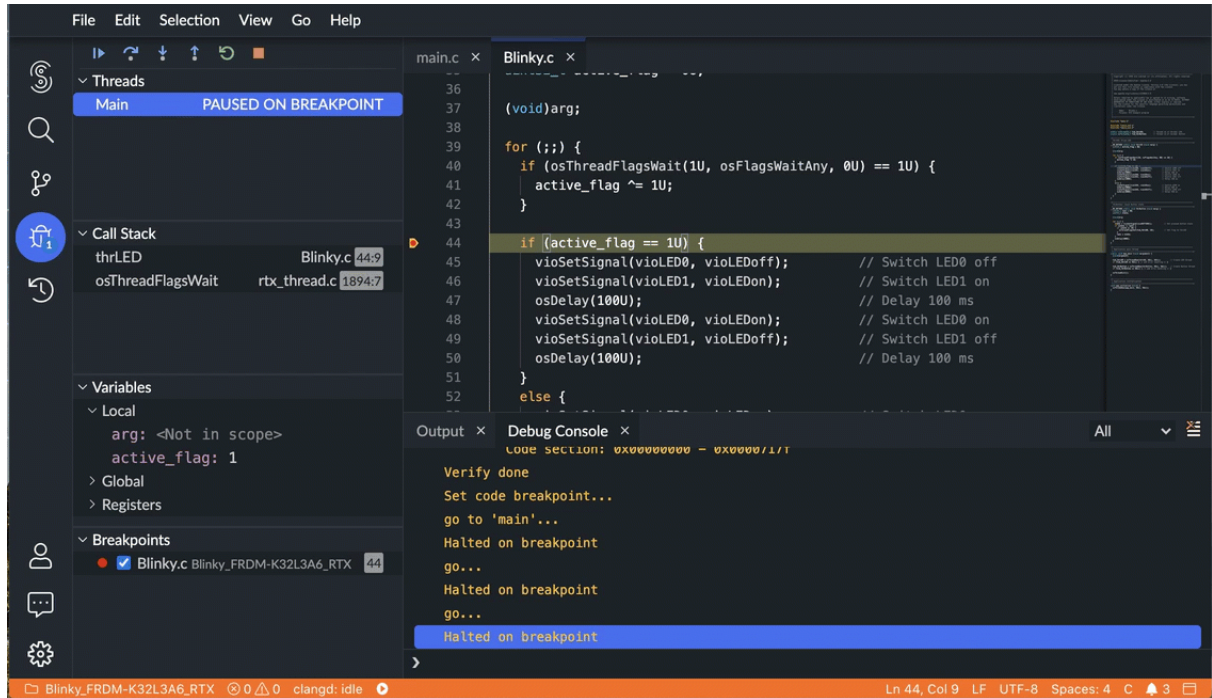 File Edit Selection View Go Help
Threads
Main PAUSED ON BREAKPOINT
Call Stack
thrLED Blinky.c 44:9
osThreadFlagsWait rtx_thread.c 1894:7
Variables
Local
arg: <Not in scope>
active_flag: 1
Global
Registers
Breakpoints
Blinky.c Blinky_FRDM-K32L3A6_RTX 44
main.c × Blinky.c ×
36
37 (void)arg;
38
39 for (;;) {
40 if (osThreadFlagsWait(1U, osFlagsWaitAny, 0U) == 1U) {
41 active_flag ^= 1U;
42 }
43
44 if (active_flag == 1U) {
45 vioSetSignal(vioLED0, vioLEDoff); // Switch LED0 off
46 vioSetSignal(vioLED1, vioLEDon); // Switch LED1 on
47 osDelay(100U); // Delay 100 ms
48 vioSetSignal(vioLED0, vioLEDon); // Switch LED0 on
49 vioSetSignal(vioLED1, vioLEDoff); // Switch LED1 off
50 osDelay(100U); // Delay 100 ms
51 }
52 else {
Output × Debug Console × All
Code section: 0x00000000 - 0x0000717f
Verify done
Set code breakpoint...
go to 'main'...
Halted on breakpoint
go...
Halted on breakpoint
go...
Halted on breakpoint
Blinky_FRDM-K32L3A6_RTX 0 0 clangd: idle Ln 44, Col 9 LF UTF-8 Spaces: 4 C 3